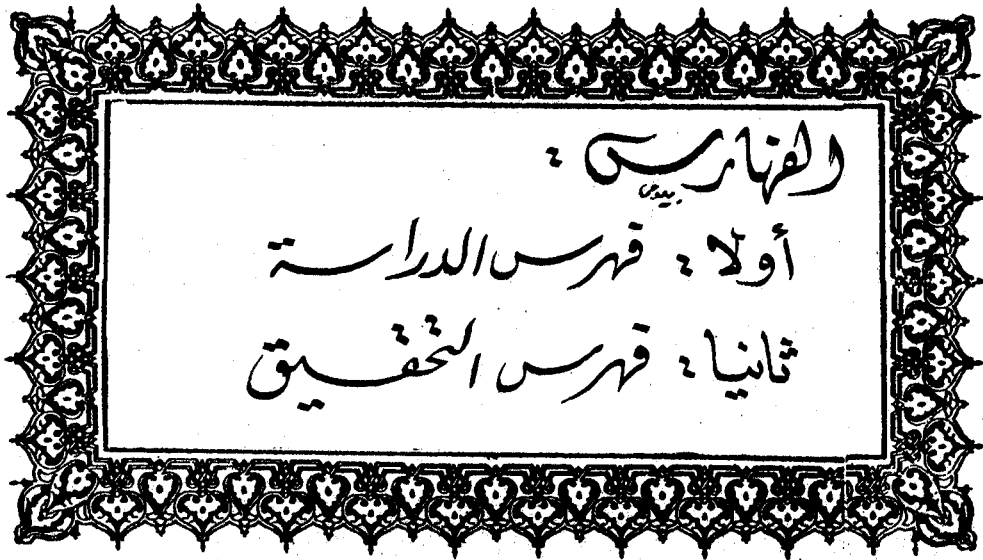 الفهارس :
أولا : فهرس الدراسة
ثانيا : فهرس التحقيق